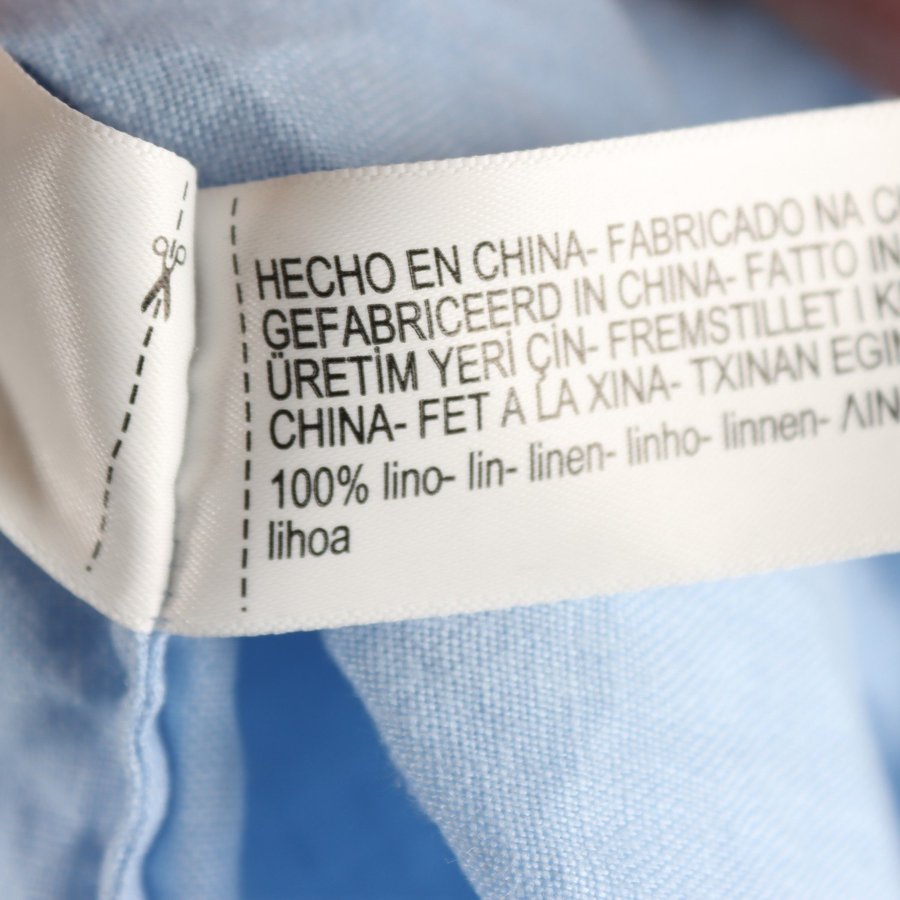 HECHO EN CHINA- FABRICADO NA
GEFABRICEERD IN CHINA- FATTO IN
ÜRETİM YERİ ÇİN- FREMSTILLET I
CHINA- FET A LA XINA- TXINAN
100% lino- lin- linen- linho- linnen-
lihoa